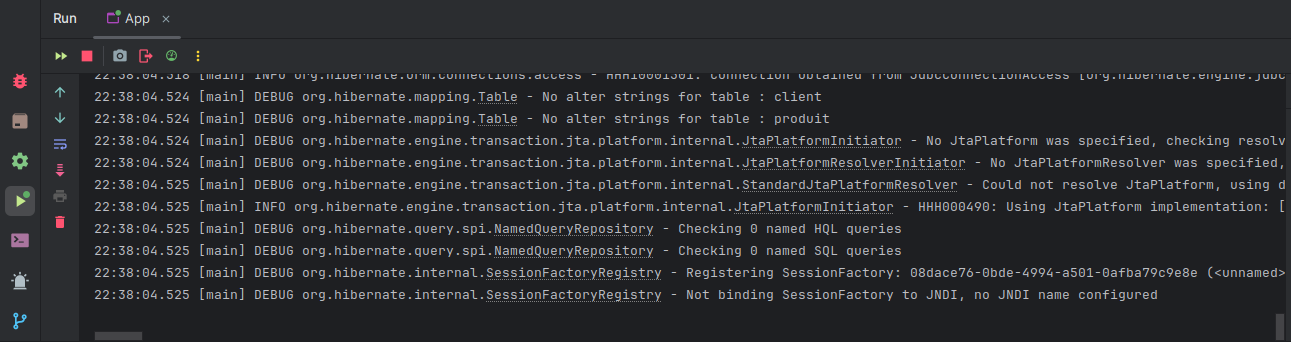 Run
App
22:38:04.518 [main] INFO org.hibernate.orm.connections.access - HHH10001501: Connection obtained from JdbcConnectionAccess [org.hibernate.engine.jdbc
22:38:04.524 [main] DEBUG org.hibernate.mapping.Table - No alter strings for table : client
22:38:04.524 [main] DEBUG org.hibernate.mapping.Table - No alter strings for table : produit
22:38:04.524 [main] DEBUG org.hibernate.engine.transaction.jta.platform.internal.JtaPlatformInitiator - No JtaPlatform was specified, checking resolv
22:38:04.524 [main] DEBUG org.hibernate.engine.transaction.jta.platform.internal.JtaPlatformResolverInitiator - No JtaPlatformResolver was specified,
22:38:04.525 [main] DEBUG org.hibernate.engine.transaction.jta.platform.internal.StandardJtaPlatformResolver - Could not resolve JtaPlatform, using d
22:38:04.525 [main] INFO org.hibernate.engine.transaction.jta.platform.internal.JtaPlatformInitiator - HHH000490: Using JtaPlatform implementation: [
22:38:04.525 [main] DEBUG org.hibernate.query.spi.NamedQueryRepository - Checking 0 named HQL queries
22:38:04.525 [main] DEBUG org.hibernate.query.spi.NamedQueryRepository - Checking 0 named SQL queries
22:38:04.525 [main] DEBUG org.hibernate.internal.SessionFactoryRegistry - Registering SessionFactory: 08dace76-0bde-4994-a501-0afba79c9e8e (<unnamed>
22:38:04.525 [main] DEBUG org.hibernate.internal.SessionFactoryRegistry - Not binding SessionFactory to JNDI, no JNDI name configured